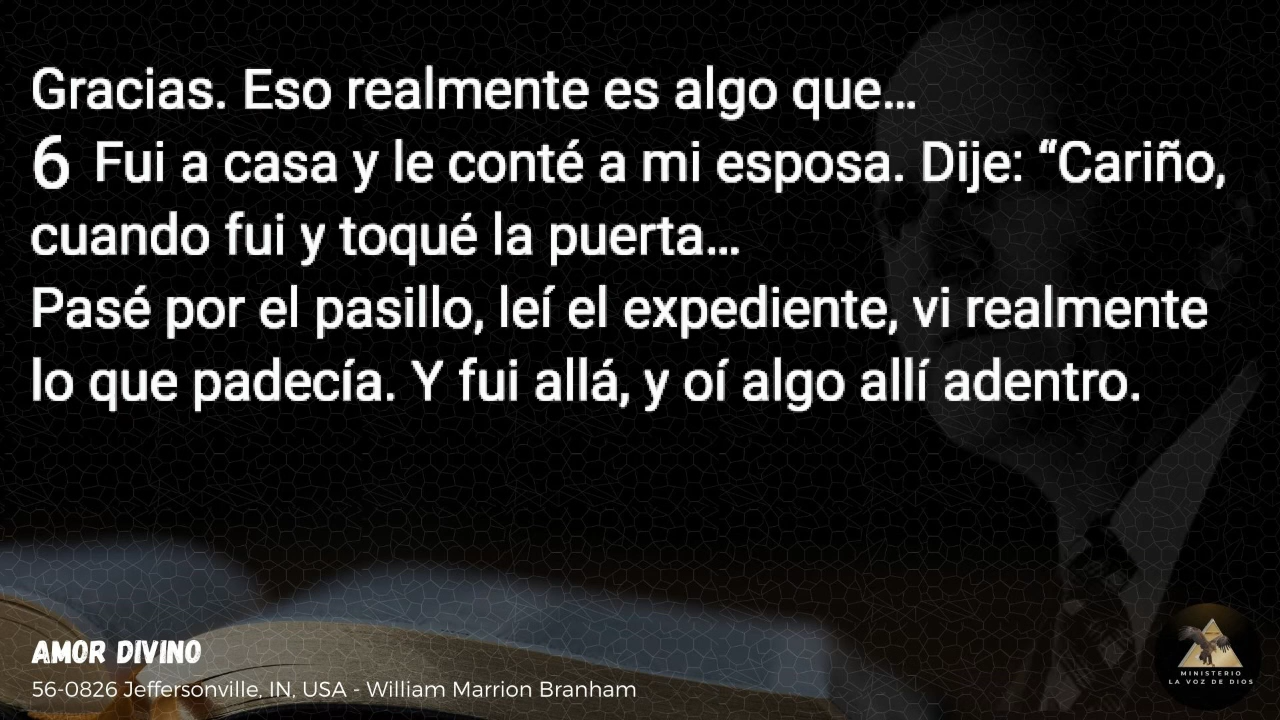 Gracias. Eso realmente es algo que...
6 Fui a casa y le conté a mi esposa. Dije: “Cariño,
cuando fui y toqué la puerta...
Pasé por el pasillo, leí el expediente, vi realmente
lo que padecía. Y fui allá, y oí algo allí adentro.
AMOR DIVINO
56-0826 Jeffersonville, IN, USA - William Marrion Branham
MINISTERIO
LA VOZ DE DIOS